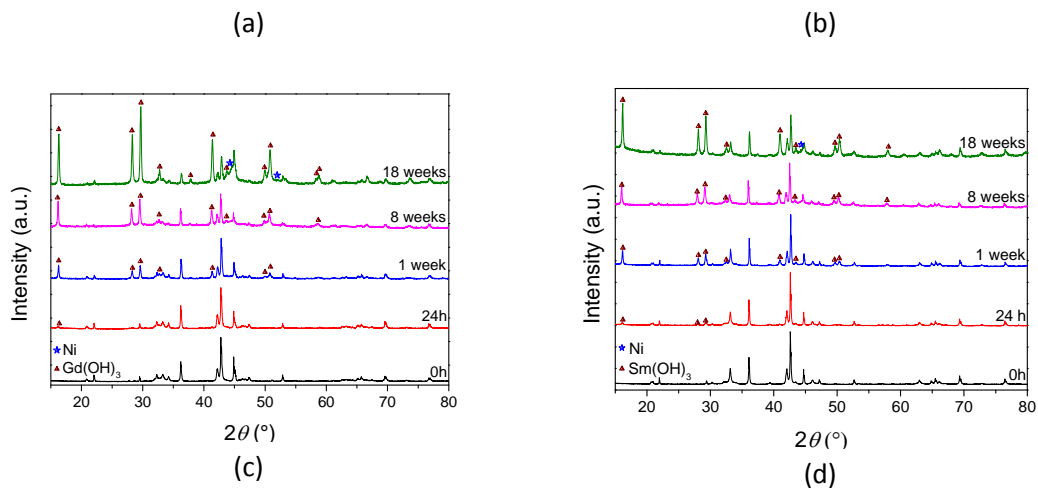 (a)
(b)
18 weeks
8 weeks
1 week
24h
0h
Ni
Gd(OH)3
Intensity (a.u.)
20 30 40 50 60 70 80
2θ (°)
18 weeks
8 weeks
1 week
24 h
0h
Ni
Sm(OH)3
Intensity (a.u.)
20 30 40 50 60 70 80
2θ (°)
(c)
(d)